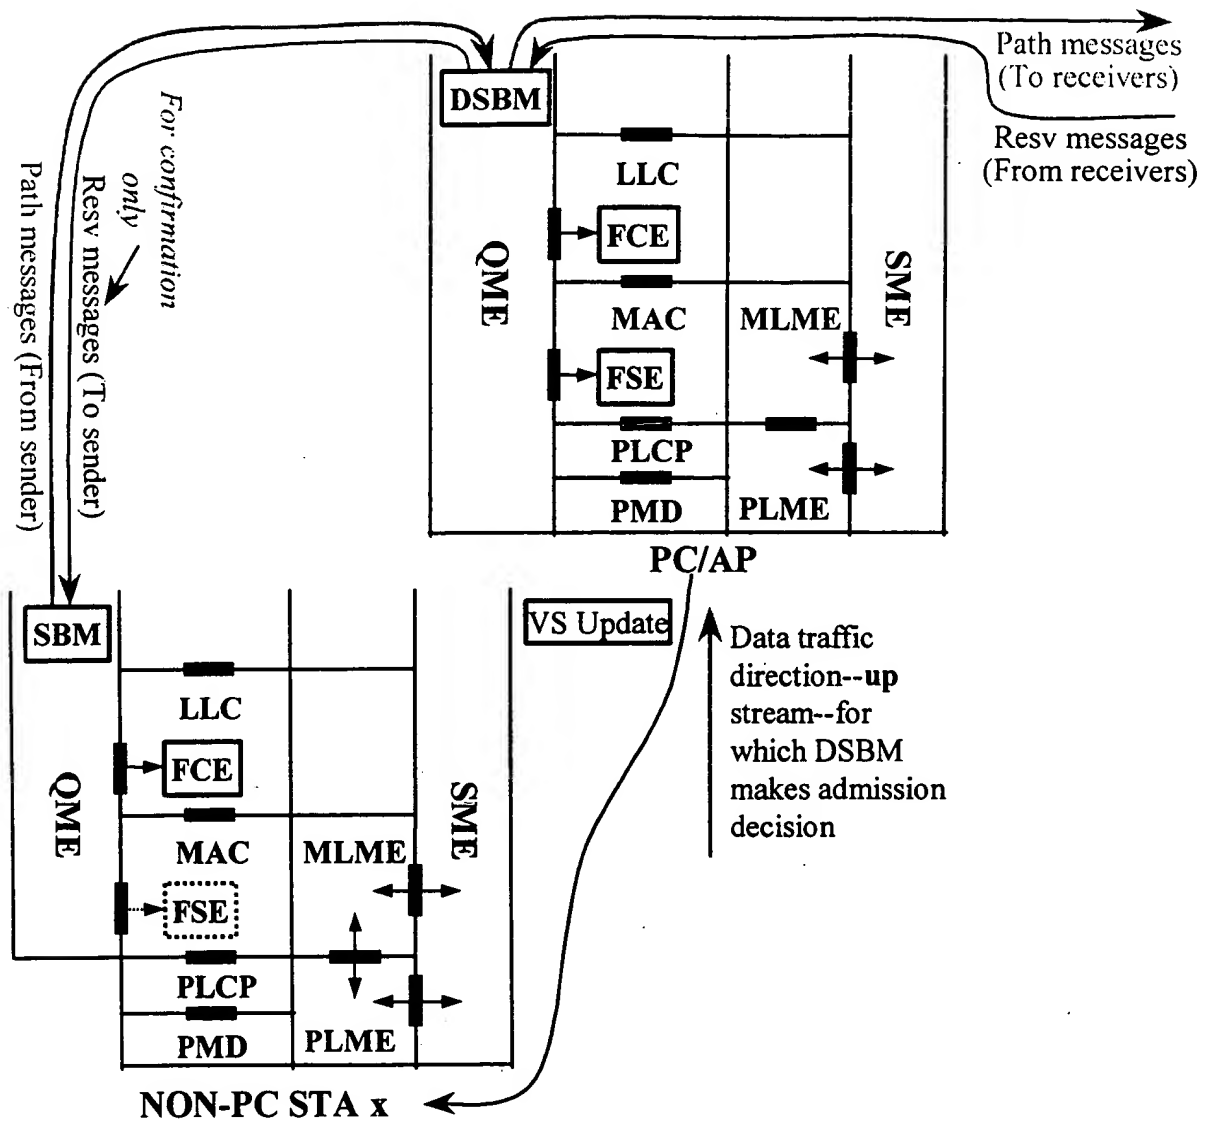 Path messages
(To receivers)
Resv messages
(From receivers)
DSBM
LLC
FCE
QME
SME
MAC
MLME
FSE
PLCP
PMD
PLME
PC/AP
For confirmation
only
Resv messages (To sender)
Path messages (From sender)
SBM
VS Update
Data traffic
direction--up
stream--for
which DSBM
makes admission
decision
LLC
FCE
QME
SME
MAC
MLME
FSE
PLCP
PMD
PLME
NON-PC STA x